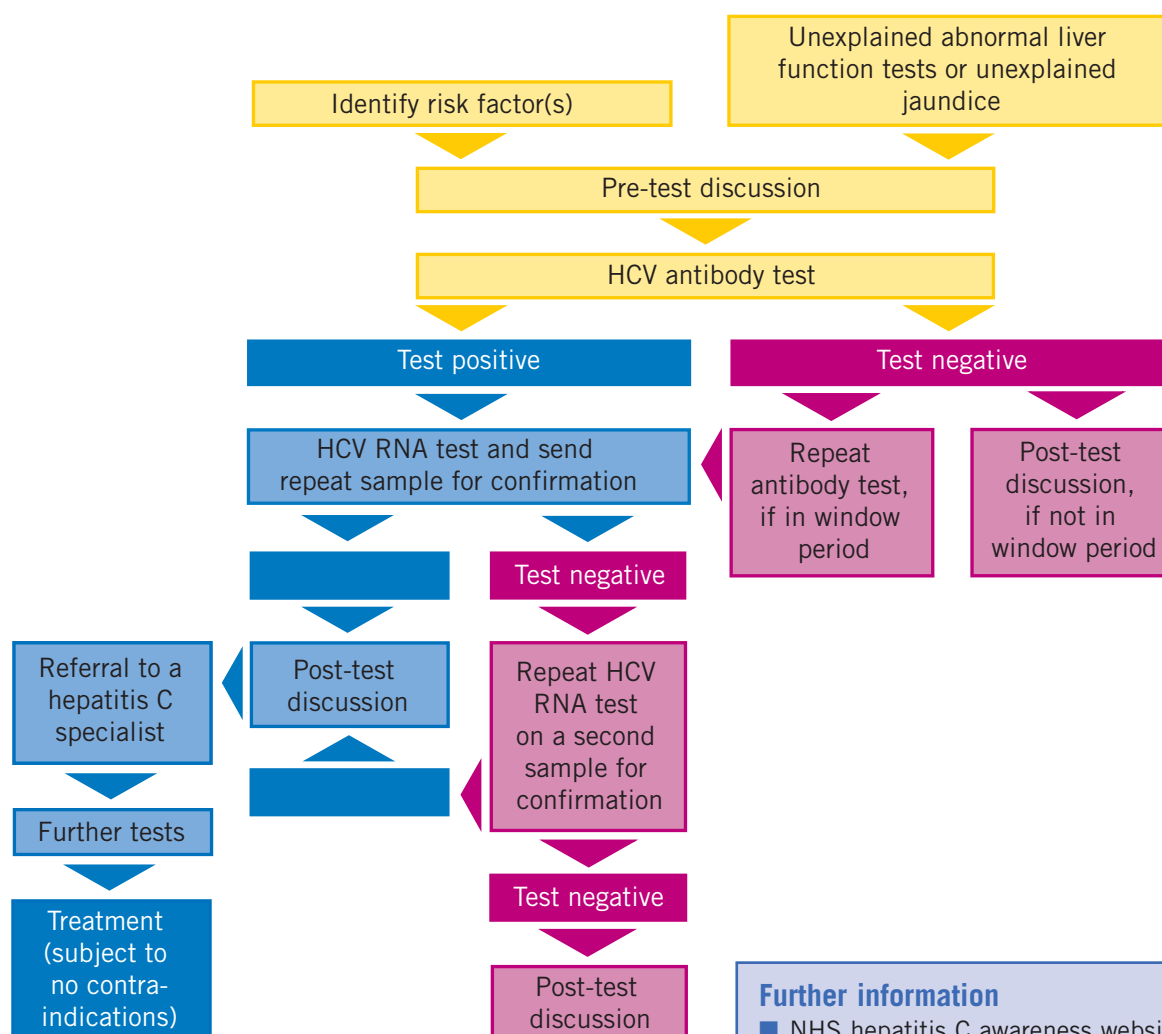 Unexplained abnormal liver
function tests or unexplained
jaundice
Identify risk factor(s)
Pre-test discussion
HCV antibody test
Test positive
Test negative
HCV RNA test and send
repeat sample for confirmation
Repeat
antibody test,
if in window
period
Post-test
discussion,
if not in
window period
Test negative
Referral to a
hepatitis C
specialist
Post-test
discussion
Repeat HCV
RNA test
on a second
sample for
confirmation
Further tests
Test negative
Treatment
(subject to
no contra-
indications)
Post-test
discussion
Further information
■ NHS hepatitis C awareness websi